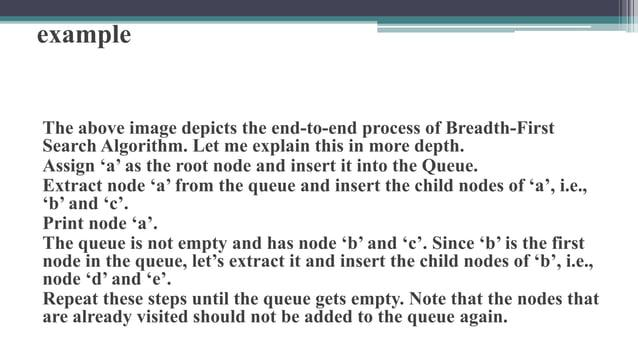 example
The above image depicts the end-to-end process of Breadth-First
Search Algorithm. Let me explain this in more depth.
Assign ‘a’ as the root node and insert it into the Queue.
Extract node ‘a’ from the queue and insert the child nodes of ‘a’, i.e.,
‘b’ and ‘c’.
Print node ‘a’.
The queue is not empty and has node ‘b’ and ‘c’. Since ‘b’ is the first
node in the queue, let’s extract it and insert the child nodes of ‘b’, i.e.,
node ‘d’ and ‘e’.
Repeat these steps until the queue gets empty. Note that the nodes that
are already visited should not be added to the queue again.